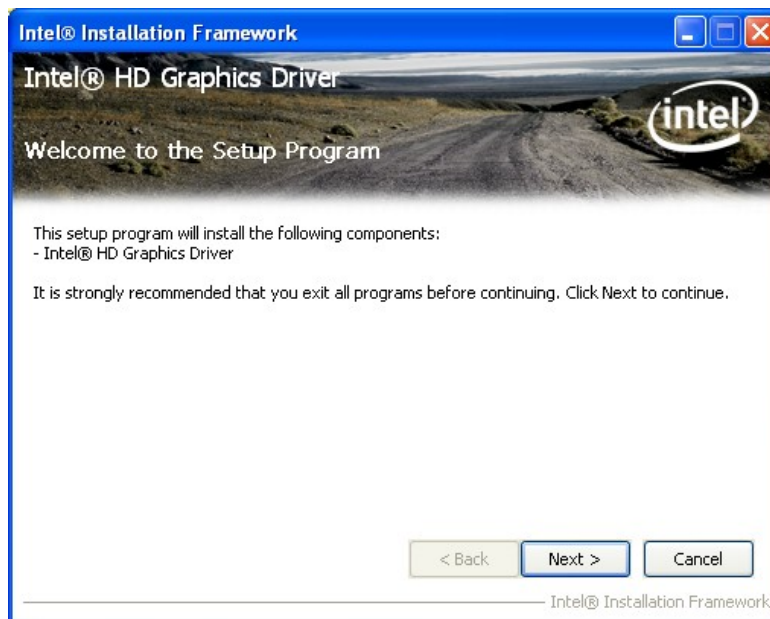 Intel® Installation Framework
Intel® HD Graphics Driver
intel
Welcome to the Setup Program
This setup program will install the following components:
- Intel® HD Graphics Driver
It is strongly recommended that you exit all programs before continuing. Click Next to continue.
< Back
Next >
Cancel
Intel® Installation Framework